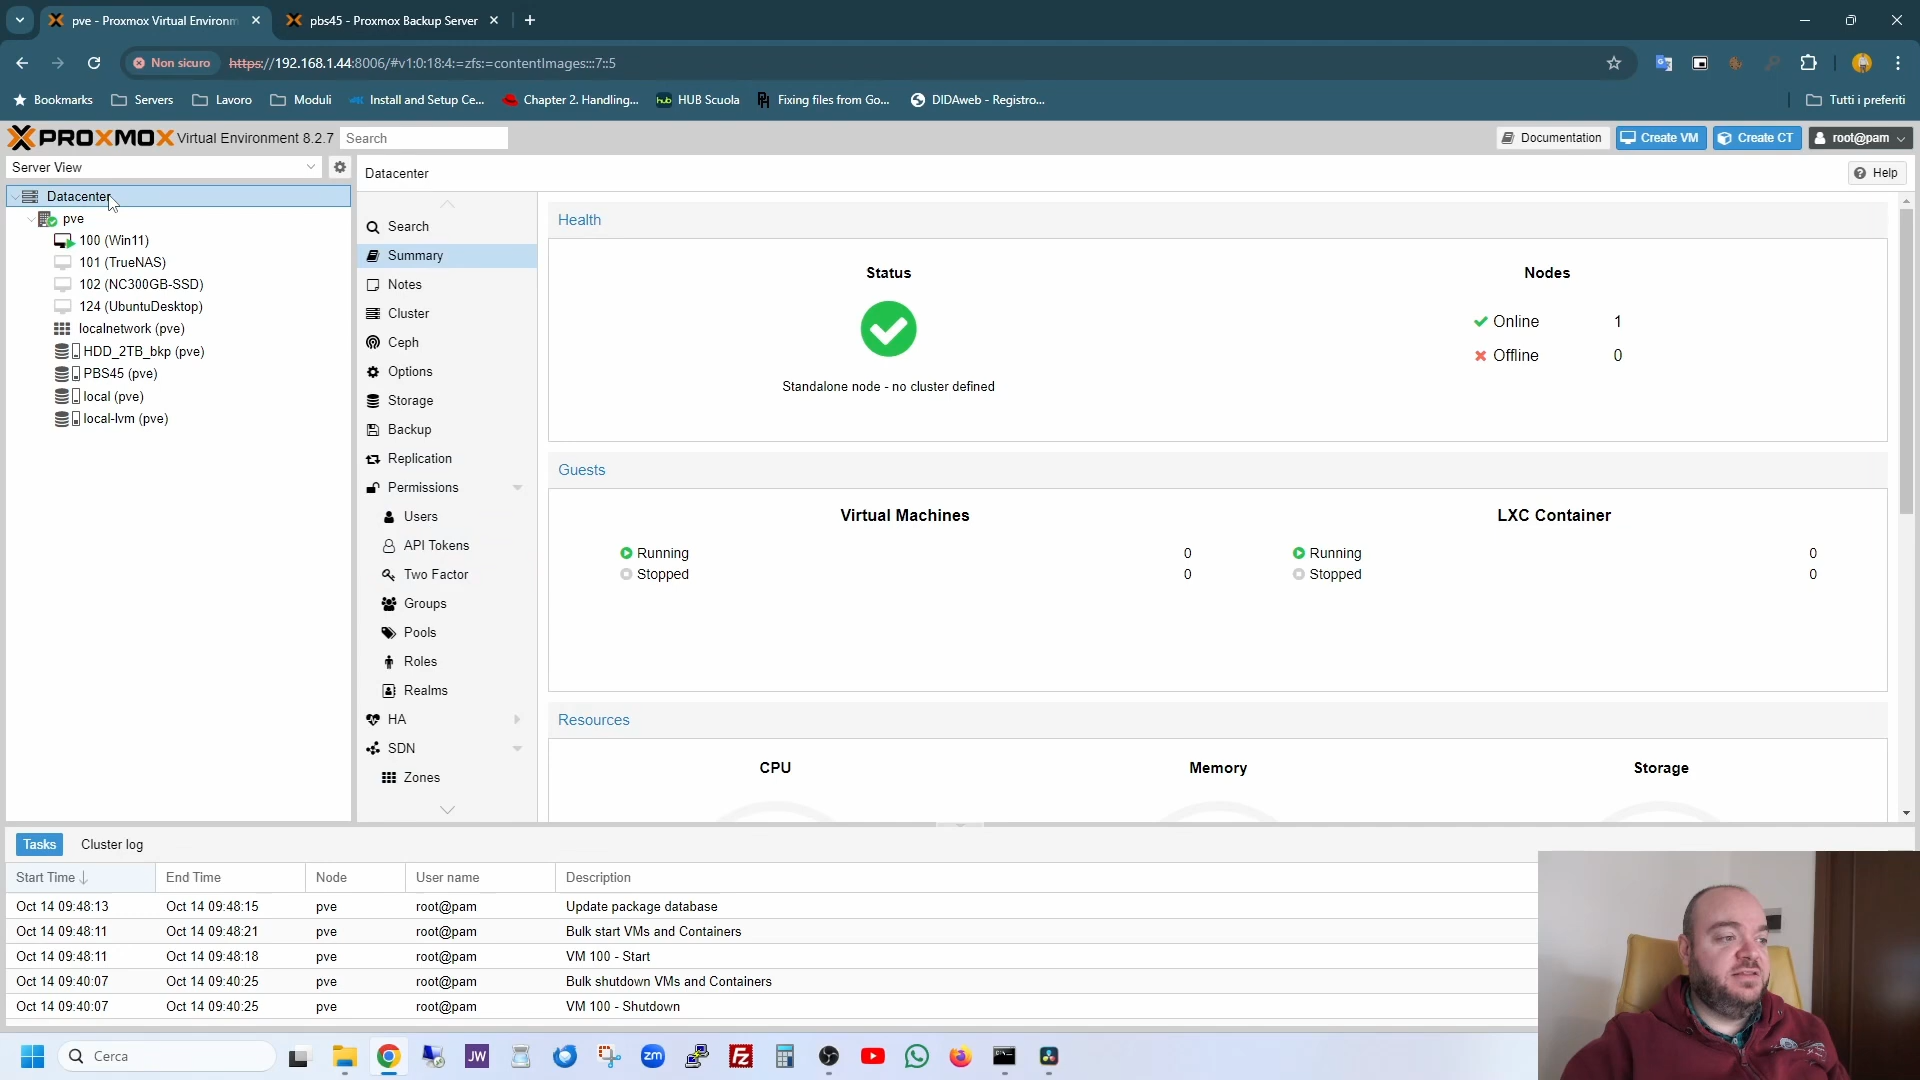 pve - Proxmox Virtual Environm
pbs45 - Proxmox Backup Server
Non sicuro
https://192.168.1.44:8006/#v1:0:18:4:=zfs:=contentImages:::7::5
Bookmarks
Servers
Lavoro
Moduli
Install and Setup Ce...
Chapter 2. Handling...
HUB Scuola
Fixing files from Go...
DIDAweb - Registro...
Tutti i preferiti
PROXMOX Virtual Environment 8.2.7
Search
Documentation
Create VM
Create CT
root@pam
Server View
Datacenter
Help
Datacenter
pve
100 (Win11)
101 (TrueNAS)
102 (NC300GB-SSD)
124 (UbuntuDesktop)
localnetwork (pve)
HDD_2TB_bkp (pve)
PBS45 (pve)
local (pve)
local-lvm (pve)
Search
Summary
Notes
Cluster
Ceph
Options
Storage
Backup
Replication
Permissions
Users
API Tokens
Two Factor
Groups
Pools
Roles
Realms
HA
SDN
Zones
Health
Status
Standalone node - no cluster defined
Nodes
Online 1
Offline 0
Guests
Virtual Machines
Running 0
Stopped 0
LXC Container
Running 0
Stopped 0
Resources
CPU
Memory
Storage
Tasks
Cluster log
Start Time End Time Node User name Description
Oct 14 09:48:13 Oct 14 09:48:15 pve root@pam Update package database
Oct 14 09:48:11 Oct 14 09:48:21 pve root@pam Bulk start VMs and Containers
Oct 14 09:48:11 Oct 14 09:48:18 pve root@pam VM 100 - Start
Oct 14 09:40:07 Oct 14 09:40:25 pve root@pam Bulk shutdown VMs and Containers
Oct 14 09:40:07 Oct 14 09:40:25 pve root@pam VM 100 - Shutdown
Cerca
JW
zm